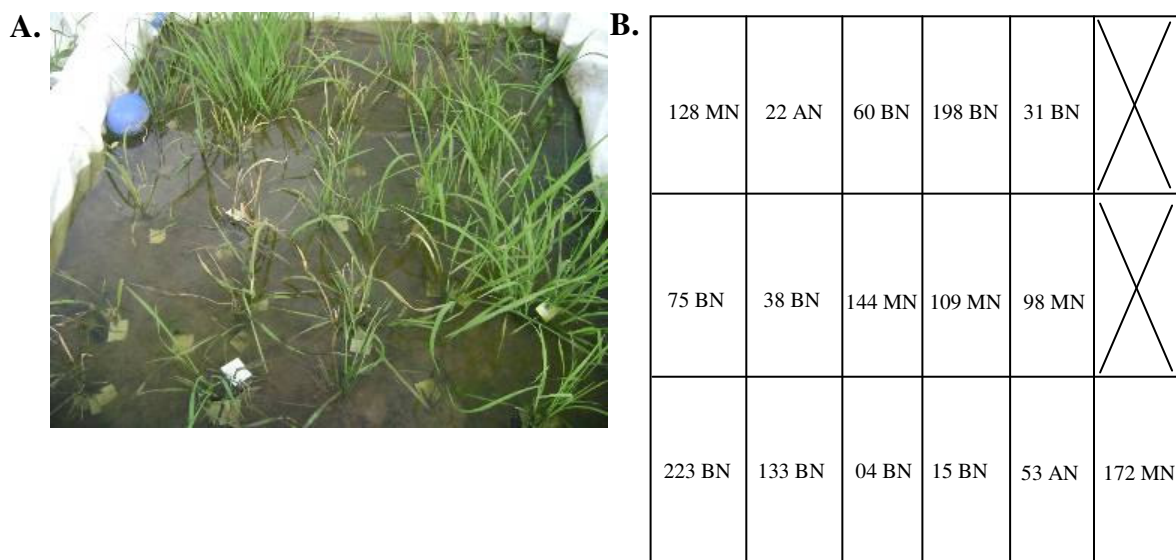 A.
B.
128 MN 22 AN 60 BN 198 BN 31 BN
75 BN 38 BN 144 MN 109 MN 98 MN
223 BN 133 BN 04 BN 15 BN 53 AN 172 MN